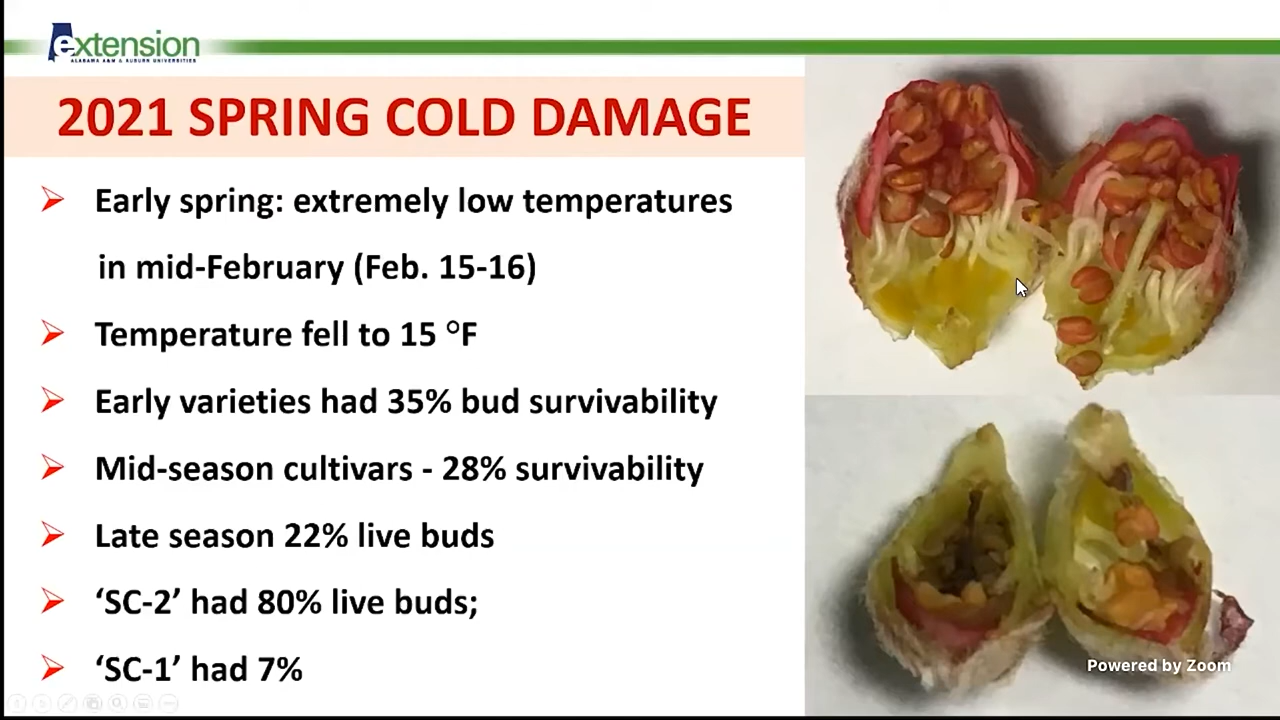 extension
ALABAMA A&M & AUBURN UNIVERSITIES
2021 SPRING COLD DAMAGE
Early spring: extremely low temperatures
in mid-February (Feb. 15-16)
Temperature fell to 15 °F
Early varieties had 35% bud survivability
Mid-season cultivars - 28% survivability
Late season 22% live buds
‘SC-2’ had 80% live buds;
‘SC-1’ had 7%
Powered by Zoom